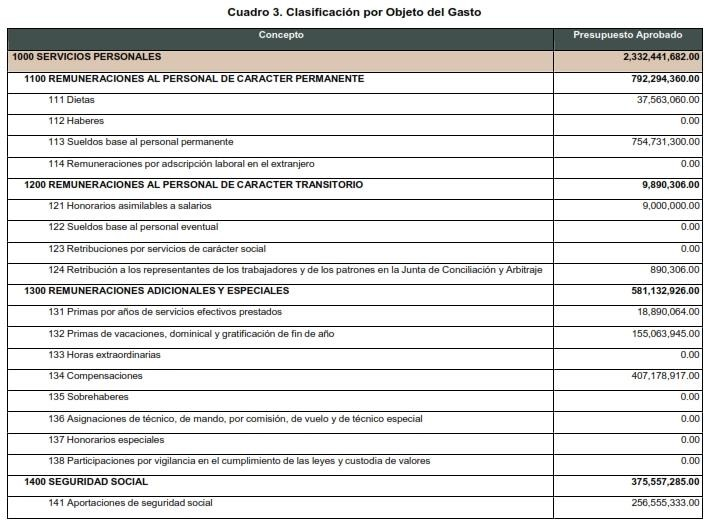 Cuadro 3. Clasificación por Objeto del Gasto
Concepto Presupuesto Aprobado
1000 SERVICIOS PERSONALES 2,332,441,682.00
1100 REMUNERACIONES AL PERSONAL DE CARACTER PERMANENTE 792,294,360.00
111 Dietas 37,563,060.00
112 Haberes 0.00
113 Sueldos base al personal permanente 754,731,300.00
114 Remuneraciones por adscripción laboral en el extranjero 0.00
1200 REMUNERACIONES AL PERSONAL DE CARACTER TRANSITORIO 9,890,306.00
121 Honorarios asimilables a salarios 9,000,000.00
122 Sueldos base al personal eventual 0.00
123 Retribuciones por servicios de carácter social 0.00
124 Retribución a los representantes de los trabajadores y de los patrones en la Junta de Conciliación y Arbitraje 890,306.00
1300 REMUNERACIONES ADICIONALES Y ESPECIALES 581,132,926.00
131 Primas por años de servicios efectivos prestados 18,890,064.00
132 Primas de vacaciones, dominical y gratificación de fin de año 155,063,945.00
133 Horas extraordinarias 0.00
134 Compensaciones 407,178,917.00
135 Sobrehaberes 0.00
136 Asignaciones de técnico, de mando, por comisión, de vuelo y de técnico especial 0.00
137 Honorarios especiales 0.00
138 Participaciones por vigilancia en el cumplimiento de las leyes y custodia de valores 0.00
1400 SEGURIDAD SOCIAL 375,557,285.00
141 Aportaciones de seguridad social 256,555,333.00